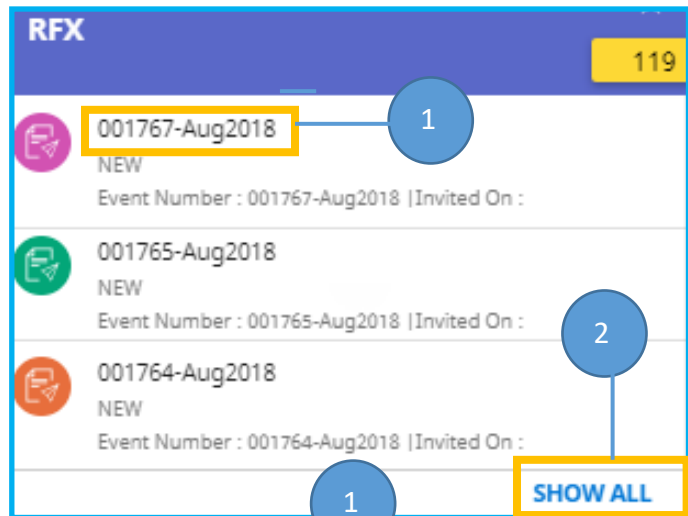 RFX
119
001767-Aug2018
1
NEW
Event Number : 001767-Aug2018 |Invited On :
001765-Aug2018
NEW
Event Number : 001765-Aug2018 |Invited On :
2
001764-Aug2018
NEW
Event Number : 001764-Aug2018 |Invited On :
1
SHOW ALL